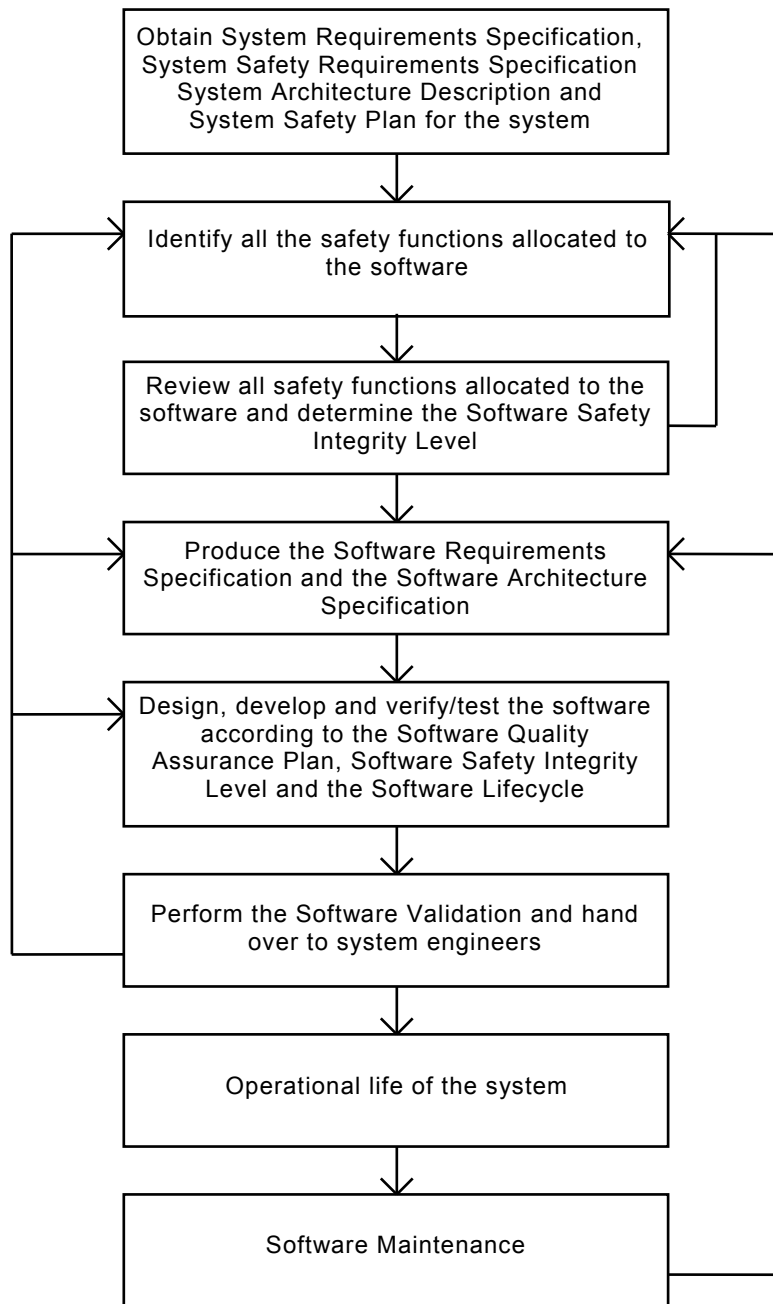 Obtain System Requirements Specification,
System Safety Requirements Specification
System Architecture Description and
System Safety Plan for the system
Identify all the safety functions allocated to
the software
Review all safety functions allocated to the
software and determine the Software Safety
Integrity Level
Produce the Software Requirements
Specification and the Software Architecture
Specification
Design, develop and verify/test the software
according to the Software Quality
Assurance Plan, Software Safety Integrity
Level and the Software Lifecycle
Perform the Software Validation and hand
over to system engineers
Operational life of the system
Software Maintenance